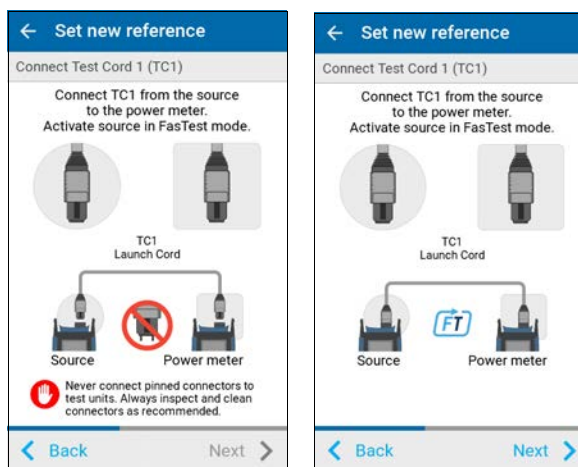 Set new reference
Connect Test Cord 1 (TC1)
Connect TC1 from the source
to the power meter.
Activate source in FasTest mode.
TC1
Launch Cord
Source
Power meter
Never connect pinned connectors to
test units. Always inspect and clean
connectors as recommended.
Back
Next
Set new reference
Connect Test Cord 1 (TC1)
Connect TC1 from the source
to the power meter.
Activate source in FasTest mode.
TC1
Launch Cord
FT
Source
Power meter
Back
Next